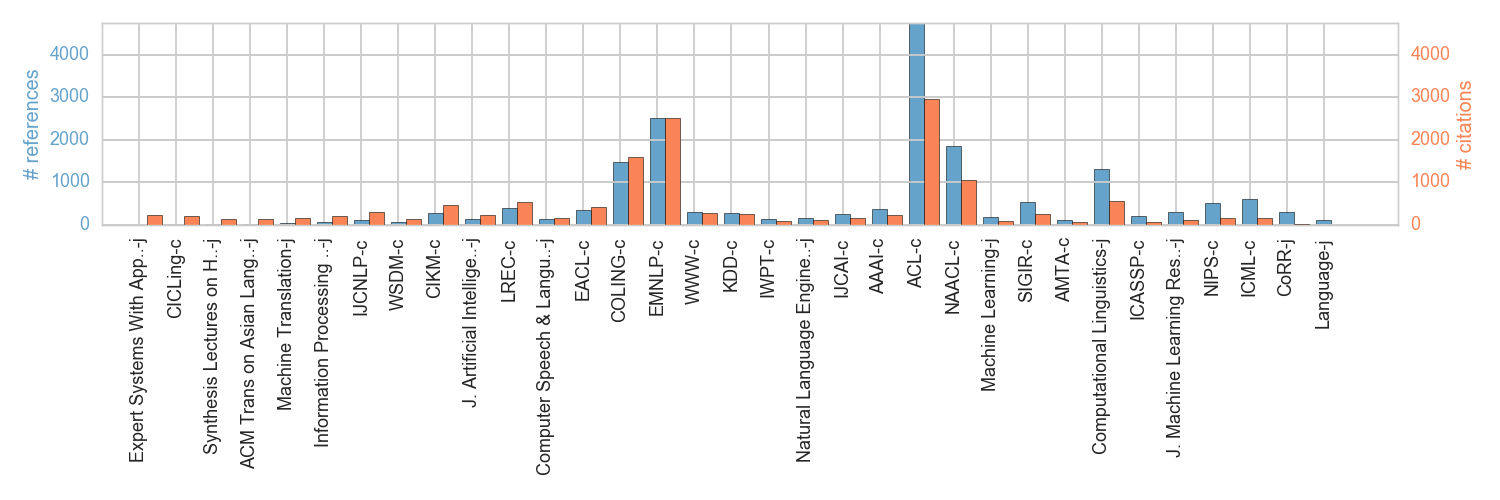 # references
4000
3000
2000
1000
0
4000
3000
2000
1000
0
# citations
Expert Systems With App..-j
CICLing-c
Synthesis Lectures on H..-j
ACM Trans on Asian Lang..-j
Machine Translation-j
Information Processing ..-j
IJCNLP-c
WSDM-c
CIKM-c
J. Artificial Intellige..-j
LREC-c
Computer Speech & Langu..-j
EACL-c
COLING-c
EMNLP-c
WWW-c
KDD-c
IWPT-c
Natural Language Engine..-j
IJCAI-c
AAAI-c
ACL-c
NAACL-c
Machine Learning-j
SIGIR-c
AMTA-c
Computational Linguistics-j
ICASSP-c
J. Machine Learning Res..-j
NIPS-c
ICML-c
CoRR-j
Language-j